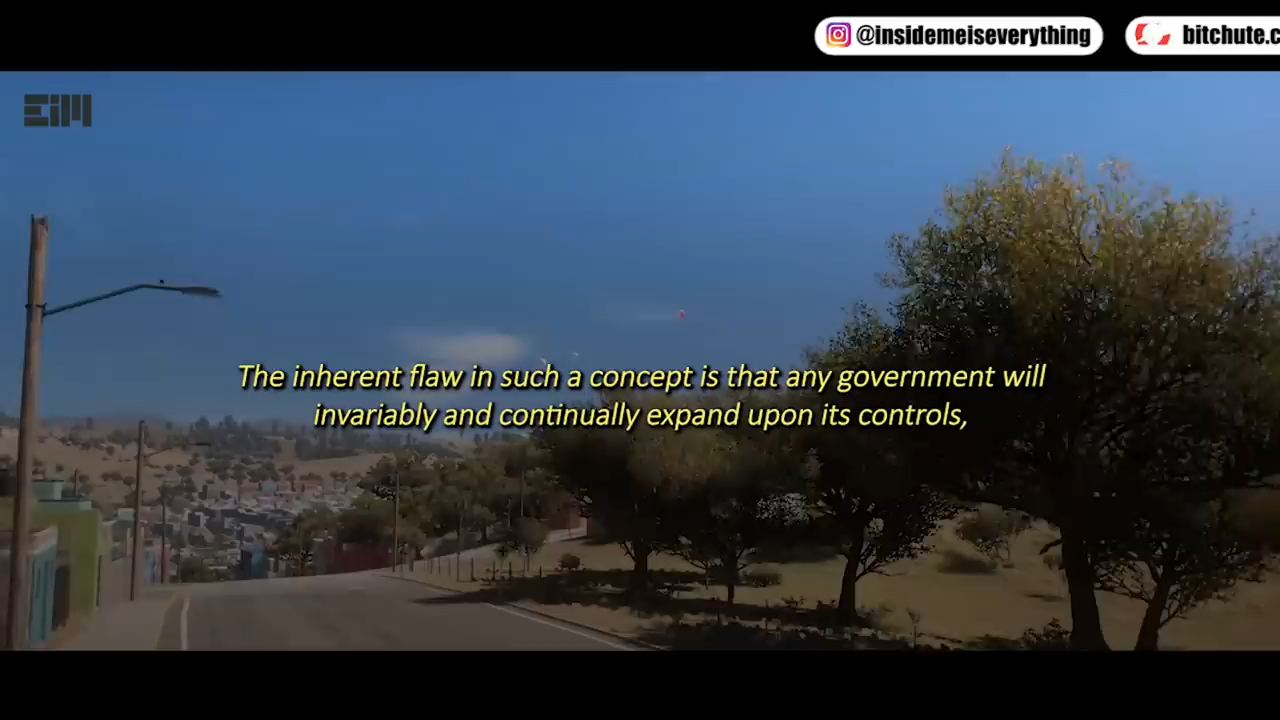 @insidemeiseverything
bitchute.c
EiM
The inherent flaw in such a concept is that any government will
invariably and continually expand upon its controls,